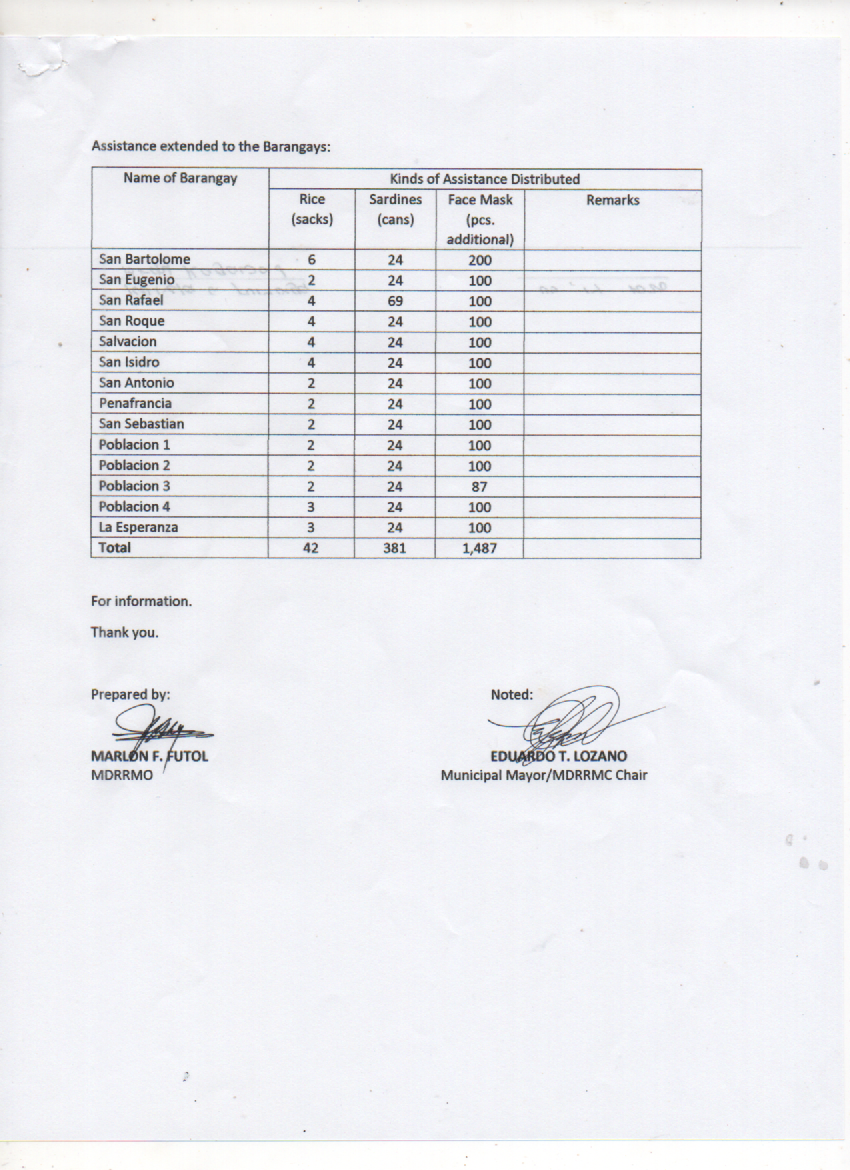 Assistance extended to the Barangays:
Name of Barangay Kinds of Assistance Distributed
Rice (sacks) Sardines (cans) Face Mask (pcs. additional) Remarks
San Bartolome 6 24 200
San Eugenio 2 24 100
San Rafael 4 69 100
San Roque 4 24 100
Salvacion 4 24 100
San Isidro 4 24 100
San Antonio 2 24 100
Penafrancia 2 24 100
San Sebastian 2 24 100
Poblacion 1 2 24 100
Poblacion 2 2 24 100
Poblacion 3 2 24 87
Poblacion 4 3 24 100
La Esperanza 3 24 100
Total 42 381 1,487
For information.
Thank you.
Prepared by: Noted:
MARLON F. FUTOL EDUARDO T. LOZANO
MDRRMO Municipal Mayor/MDRRMC Chair